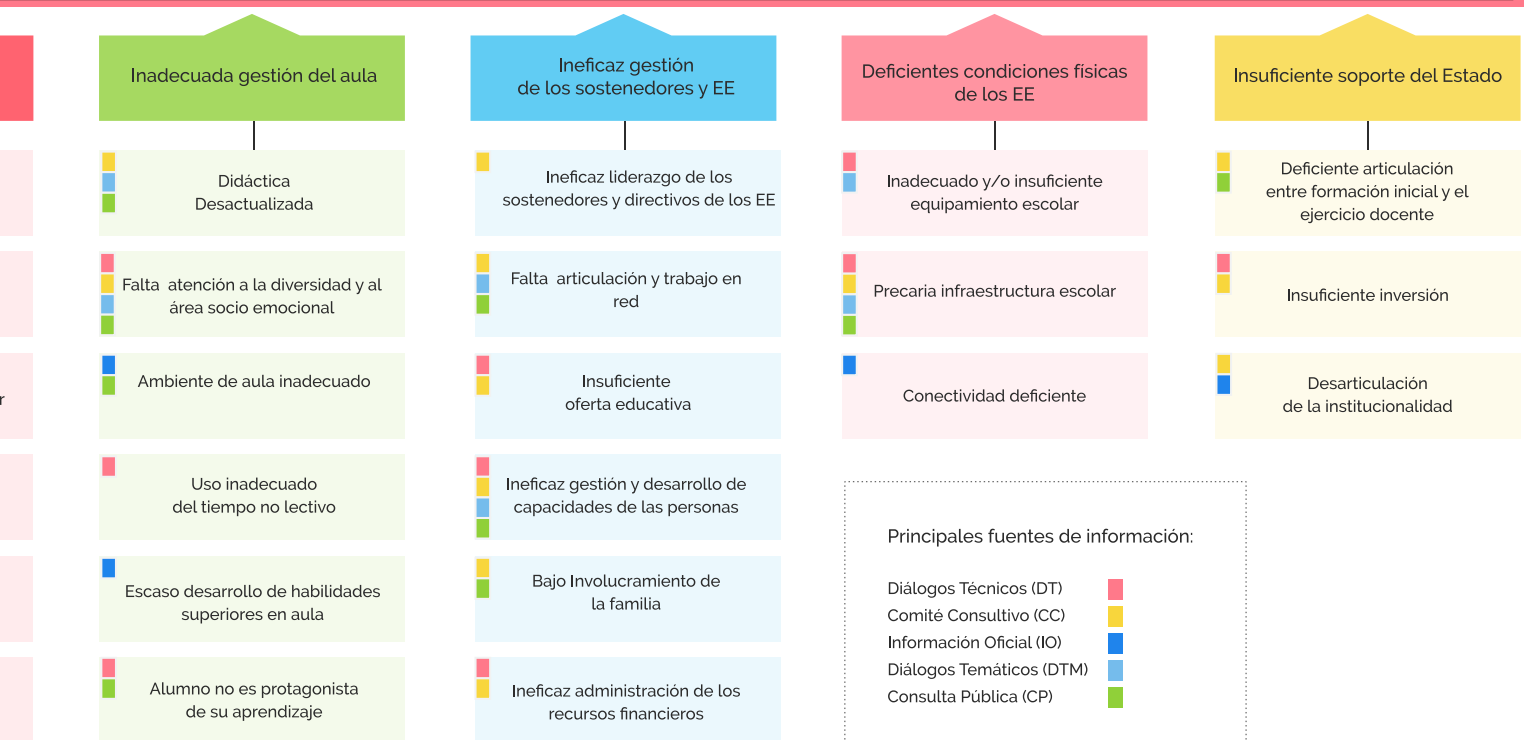 Inadecuada gestión del aula
Didáctica
Desactualizada
Falta atención a la diversidad y al
área socio emocional
Ambiente de aula inadecuado
Uso inadecuado
del tiempo no lectivo
Escaso desarrollo de habilidades
superiores en aula
Alumno no es protagonista
de su aprendizaje
Ineficaz gestión
de los sostenedores y EE
Ineficaz liderazgo de los
sostenedores y directivos de los EE
Falta articulación y trabajo en
red
Insuficiente
oferta educativa
Ineficaz gestión y desarrollo de
capacidades de las personas
Bajo Involucramiento de
la familia
Ineficaz administración de los
recursos financieros
Deficientes condiciones físicas
de los EE
Inadecuado y/o insuficiente
equipamiento escolar
Precaria infraestructura escolar
Conectividad deficiente
Insuficiente soporte del Estado
Deficiente articulación
entre formación inicial y el
ejercicio docente
Insuficiente inversión
Desarticulación
de la institucionalidad
Principales fuentes de información:
Diálogos Técnicos (DT)
Comité Consultivo (CC)
Información Oficial (IO)
Diálogos Temáticos (DTM)
Consulta Pública (CP)